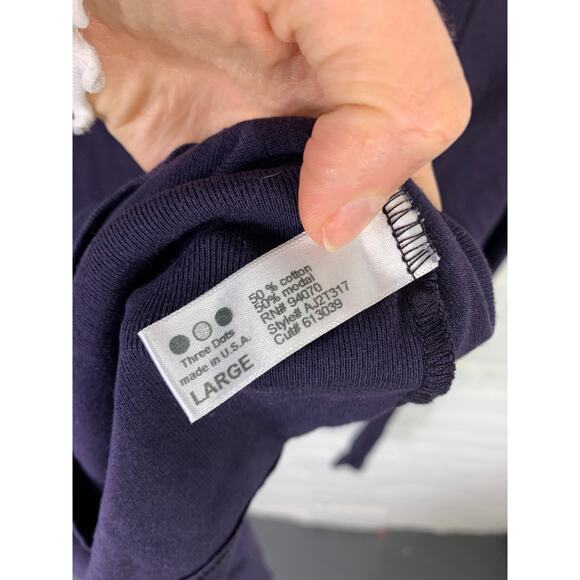 Three Dots
made in U.S.A.
LARGE
50 % cotton
50% modal
RN# 94070
Style# AJ2T317
Cut# 613039